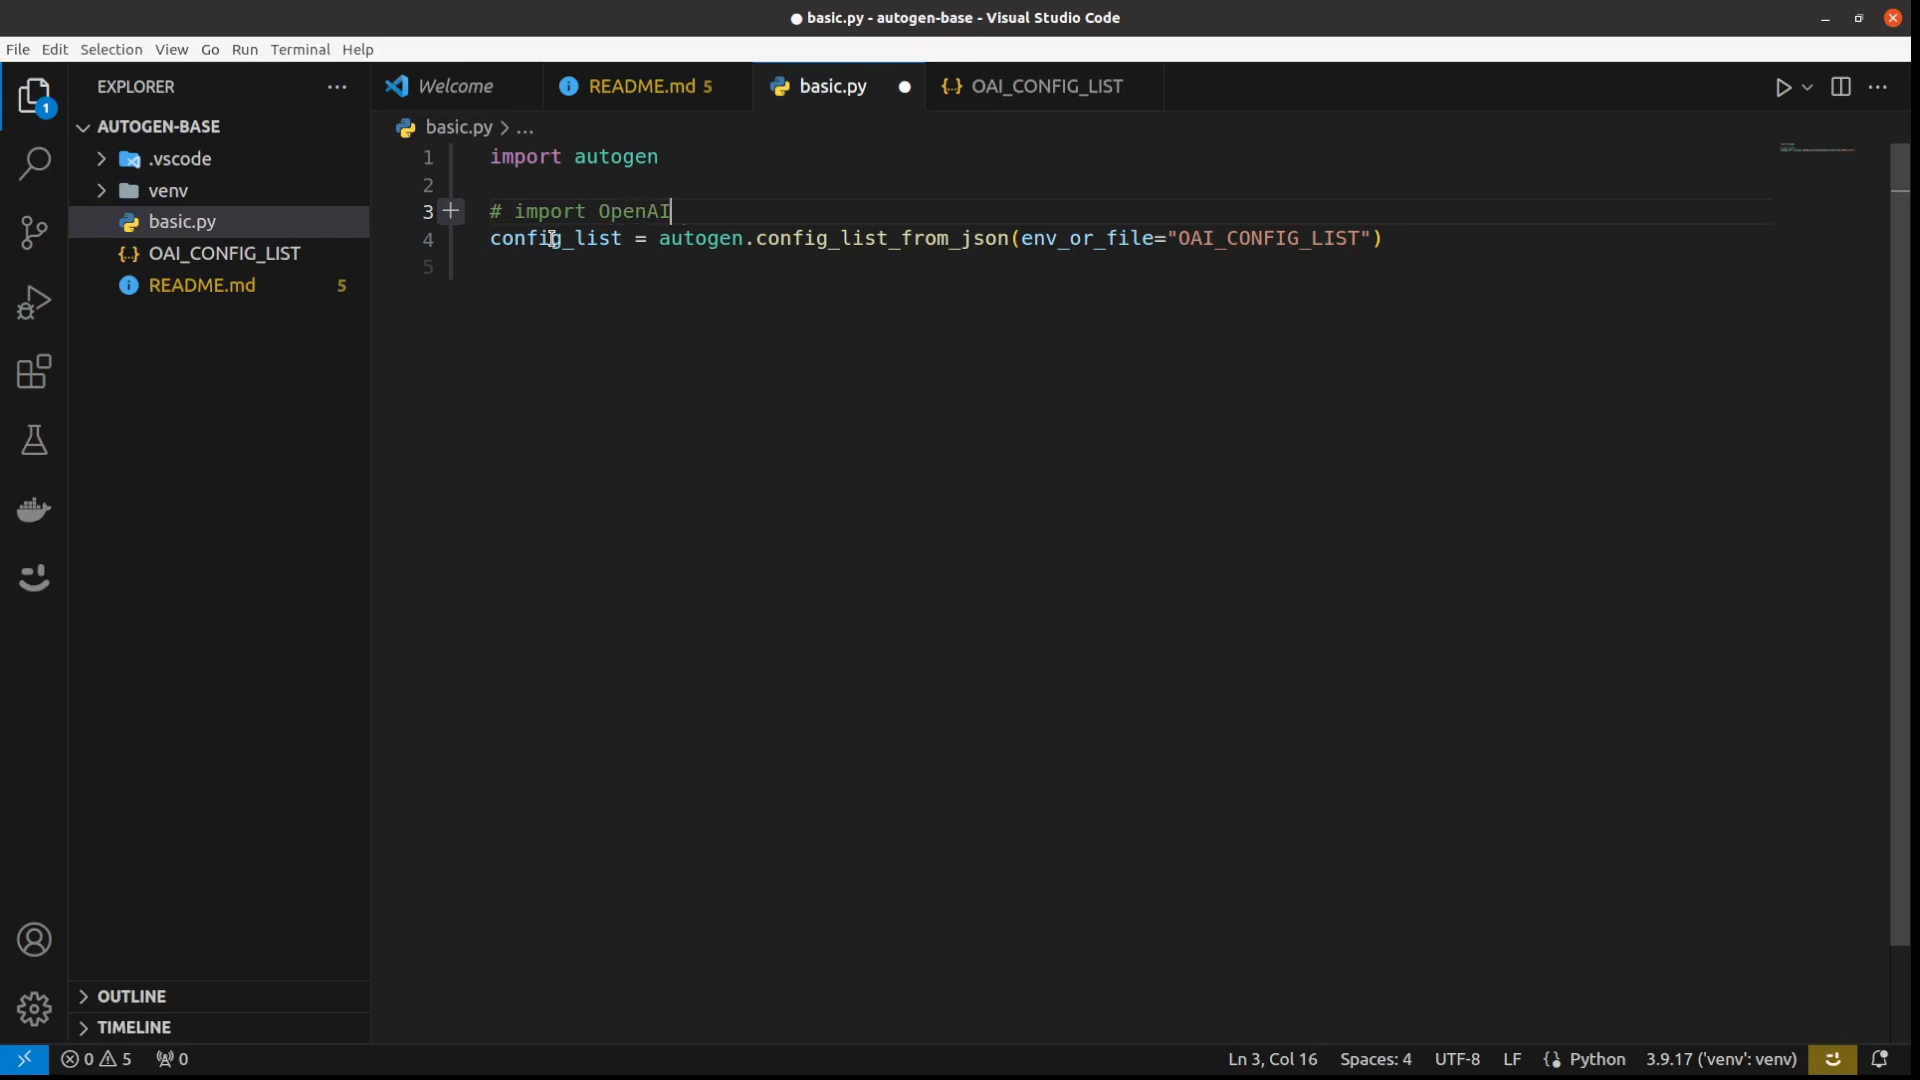 ● basic.py - autogen-base - Visual Studio Code
File Edit Selection View Go Run Terminal Help
1
EXPLORER
Welcome
README.md 5
basic.py
{..} OAI_CONFIG_LIST
AUTOGEN-BASE
.vscode
venv
basic.py
{..} OAI_CONFIG_LIST
README.md 5
basic.py > ...
1 import autogen
2
3 # import OpenAI
4 config_list = autogen.config_list_from_json(env_or_file="OAI_CONFIG_LIST")
5
OUTLINE
TIMELINE
0 5 0
Ln 3, Col 16 Spaces: 4 UTF-8 LF Python 3.9.17 ('venv': venv)